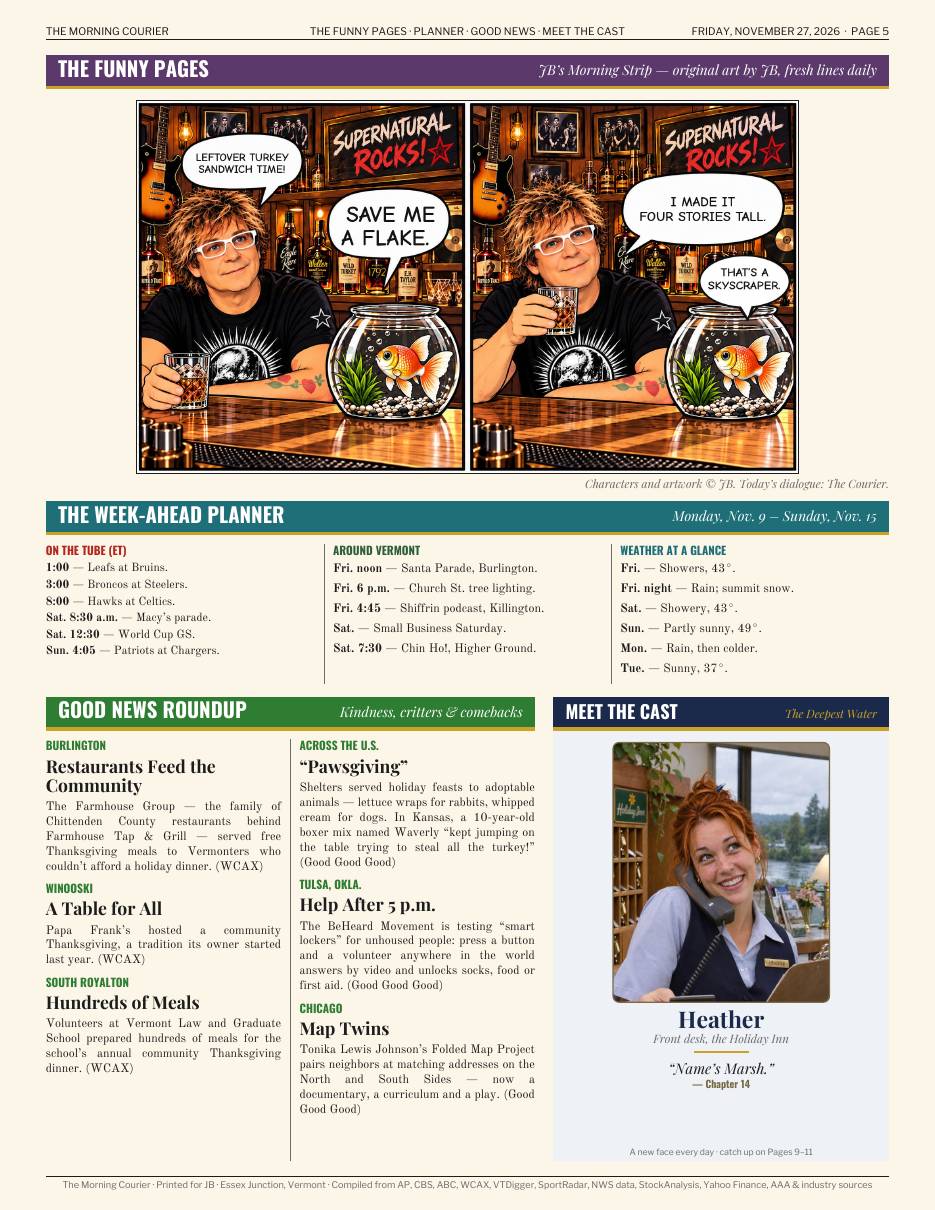 THE MORNING COURIER
THE FUNNY PAGES · PLANNER · GOOD NEWS · MEET THE CAST
FRIDAY, NOVEMBER 27, 2026 · PAGE 5
THE FUNNY PAGES
JB's Morning Strip — original art by JB, fresh lines daily
LEFTOVER TURKEY
SANDWICH TIME!
SUPERNATURAL
ROCKS!
SAVE ME
A FLAKE.
Eagle
Rare
Weller
WILD
TURKEY
1792
E.H.
TAYLOR
SUPERNATURAL
ROCKS!
I MADE IT
FOUR STORIES TALL.
THAT'S A
SKYSCRAPER.
Characters and artwork © JB. Today's dialogue: The Courier.
THE WEEK-AHEAD PLANNER
Monday, Nov. 9 – Sunday, Nov. 15
ON THE TUBE (ET)
1:00 — Leafs at Bruins.
3:00 — Broncos at Steelers.
8:00 — Hawks at Celtics.
Sat. 8:30 a.m. — Macy's parade.
Sat. 12:30 — World Cup GS.
Sun. 4:05 — Patriots at Chargers.
AROUND VERMONT
Fri. noon — Santa Parade, Burlington.
Fri. 6 p.m. — Church St. tree lighting.
Fri. 4:45 — Shiffrin podcast, Killington.
Sat. — Small Business Saturday.
Sat. 7:30 — Chin Ho!, Higher Ground.
WEATHER AT A GLANCE
Fri. — Showers, 43°.
Fri. night — Rain; summit snow.
Sat. — Showery, 43°.
Sun. — Partly sunny, 49°.
Mon. — Rain, then colder.
Tue. — Sunny, 37°.
GOOD NEWS ROUNDUP
Kindness, critters & comebacks
BURLINGTON
Restaurants Feed the
Community
The Farmhouse Group — the family of
Chittenden County restaurants behind
Farmhouse Tap & Grill — served free
Thanksgiving meals to Vermonters who
couldn't afford a holiday dinner. (WCAX)
WINOOSKI
A Table for All
Papa Frank's hosted a community
Thanksgiving, a tradition its owner started
last year. (WCAX)
SOUTH ROYALTON
Hundreds of Meals
Volunteers at Vermont Law and Graduate
School prepared hundreds of meals for the
school's annual community Thanksgiving
dinner. (WCAX)
ACROSS THE U.S.
“Pawsgiving”
Shelters served holiday feasts to adoptable
animals — lettuce wraps for rabbits, whipped
cream for dogs. In Kansas, a 10-year-old
boxer mix named Waverly “kept jumping on
the table trying to steal all the turkey!”
(Good Good Good)
TULSA, OKLA.
Help After 5 p.m.
The BeHeard Movement is testing “smart
lockers” for unhoused people: press a button
and a volunteer anywhere in the world
answers by video and unlocks socks, food or
first aid. (Good Good Good)
CHICAGO
Map Twins
Tonika Lewis Johnson's Folded Map Project
pairs neighbors at matching addresses on the
North and South Sides — now a
documentary, a curriculum and a play. (Good
Good Good)
MEET THE CAST
The Deepest Water
Holiday Inn
Heather
Front desk, the Holiday Inn
“Name's Marsh.”
— Chapter 14
A new face every day · catch up on Pages 9–11
The Morning Courier · Printed for JB · Essex Junction, Vermont · Compiled from AP, CBS, ABC, WCAX, VTDigger, SportRadar, NWS data, StockAnalysis, Yahoo Finance, AAA & industry sources